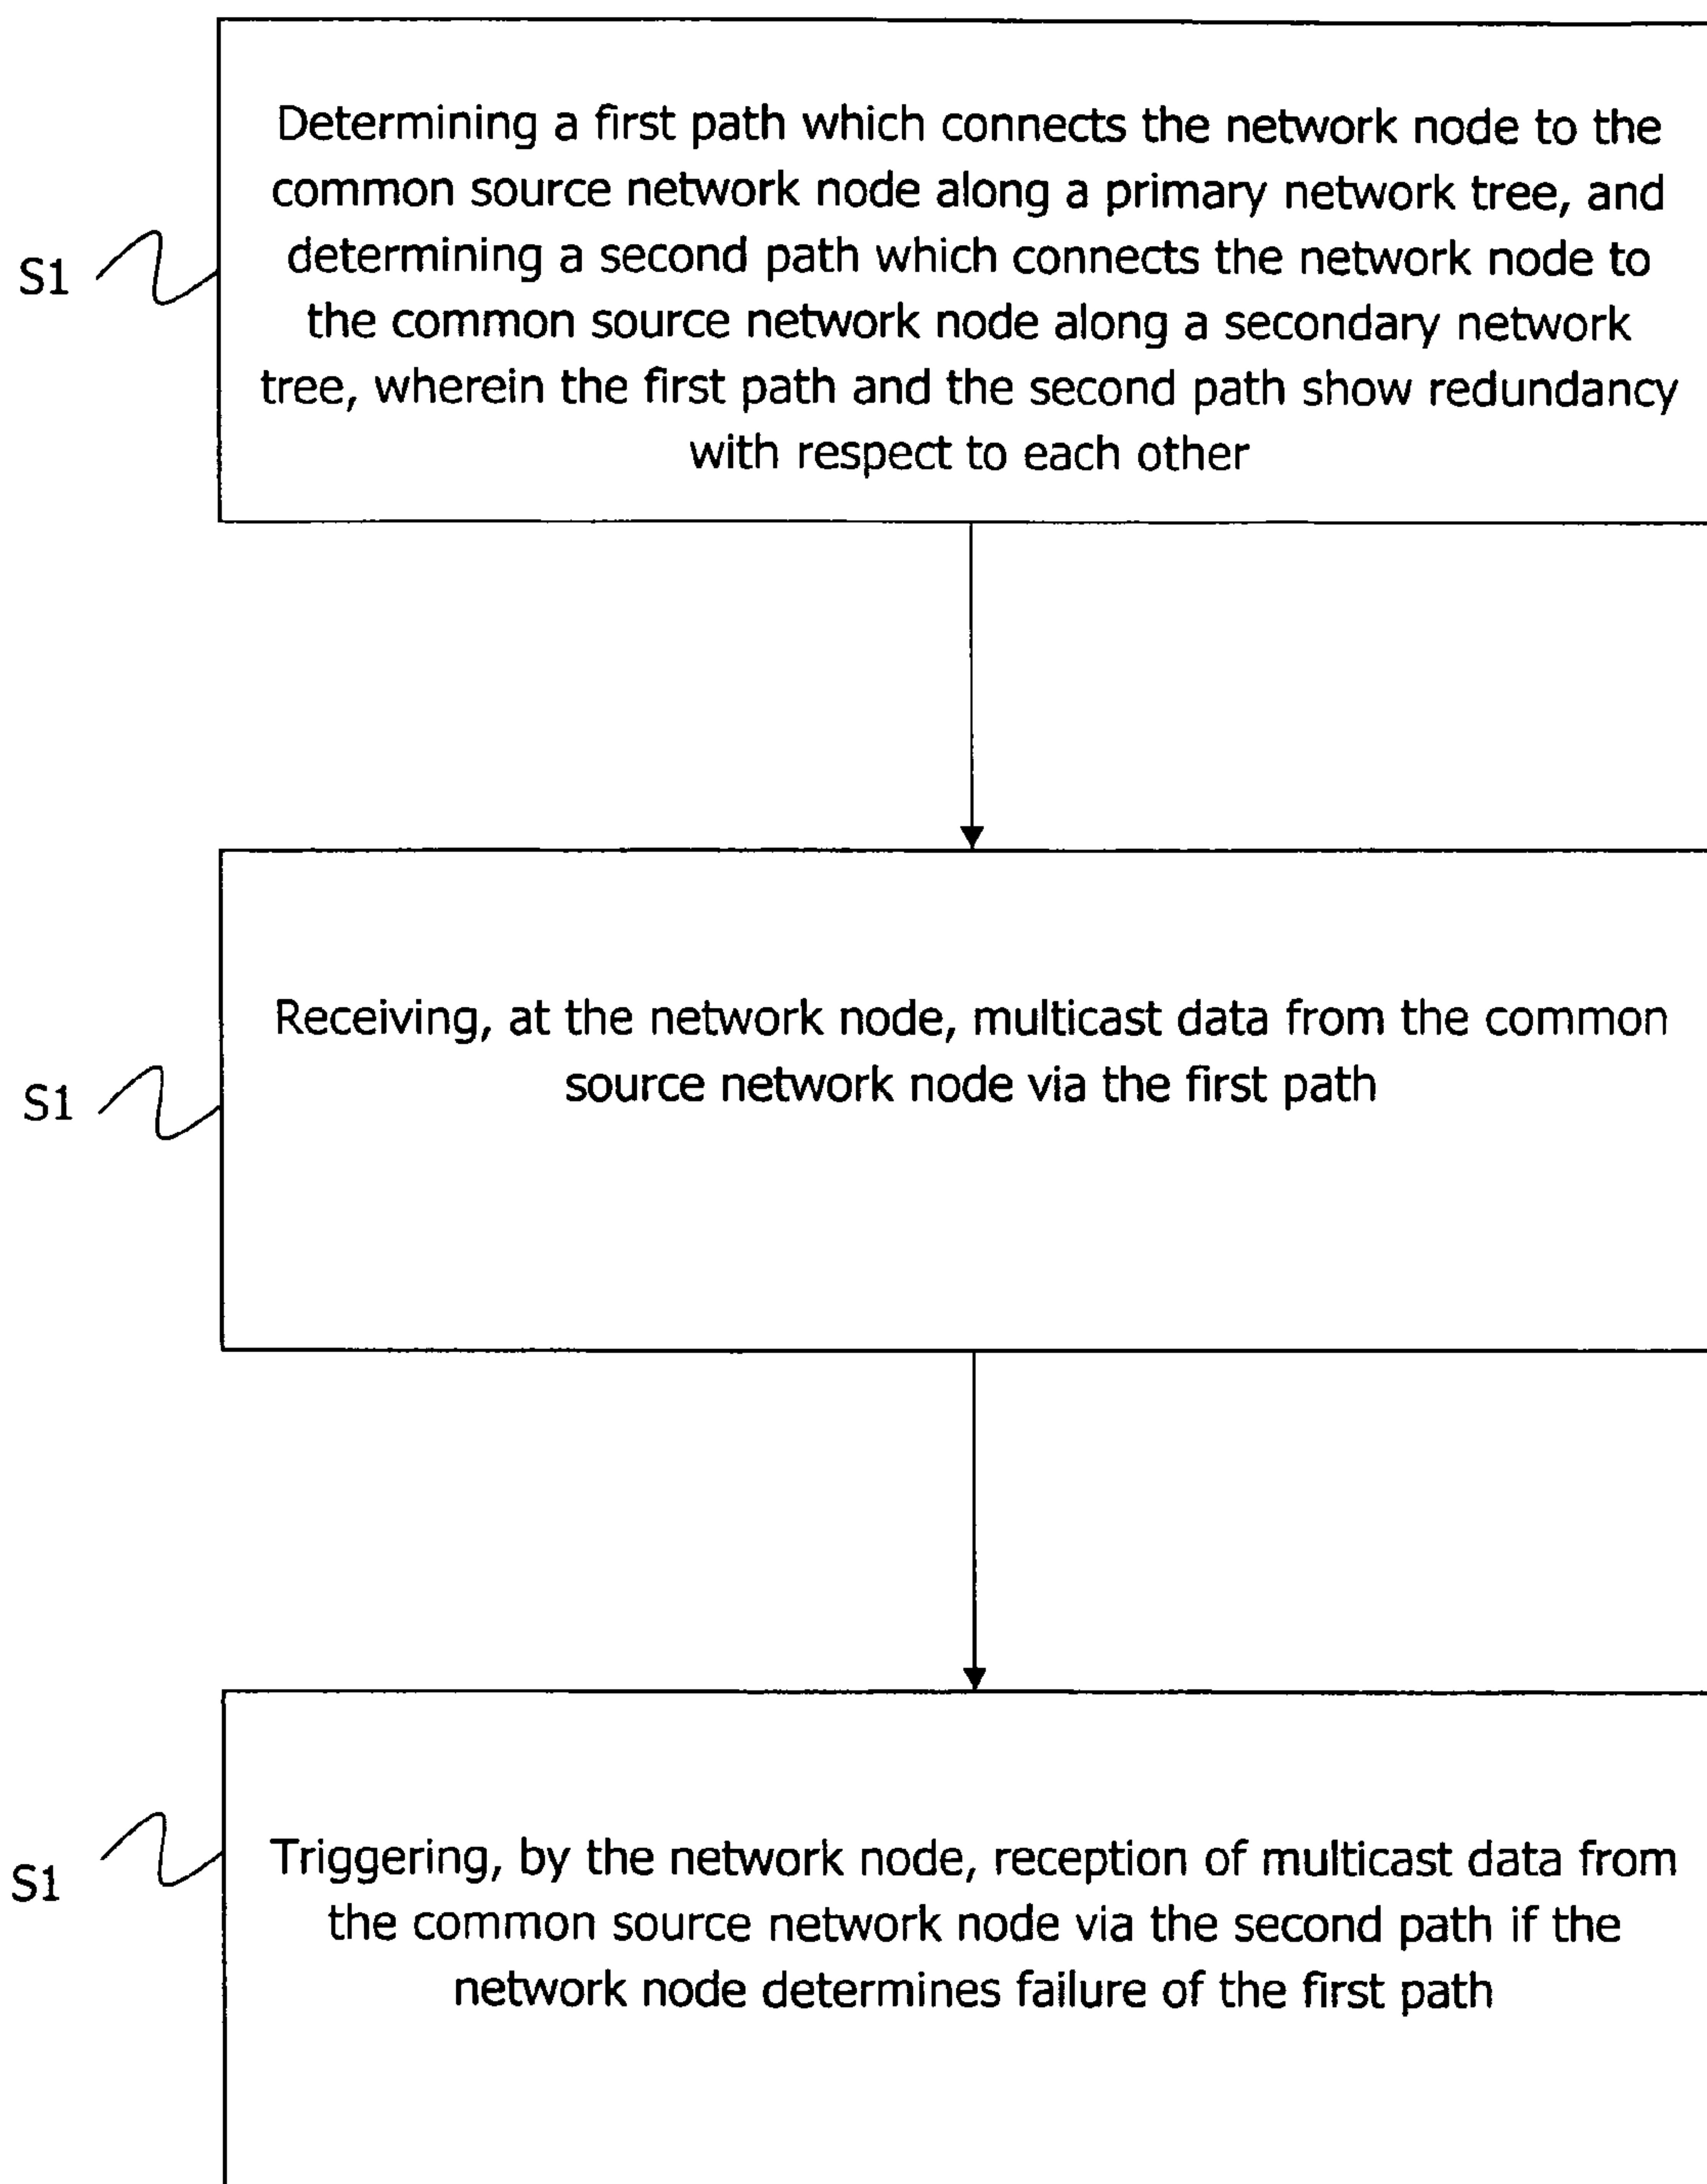 Determining a first path which connects the network node to the
common source network node along a primary network tree, and
determining a second path which connects the network node to
the common source network node along a secondary network
tree, wherein the first path and the second path show redundancy
with respect to each other
S1
Receiving, at the network node, multicast data from the common
source network node via the first path
S1
Triggering, by the network node, reception of multicast data from
the common source network node via the second path if the
network node determines failure of the first path
S1